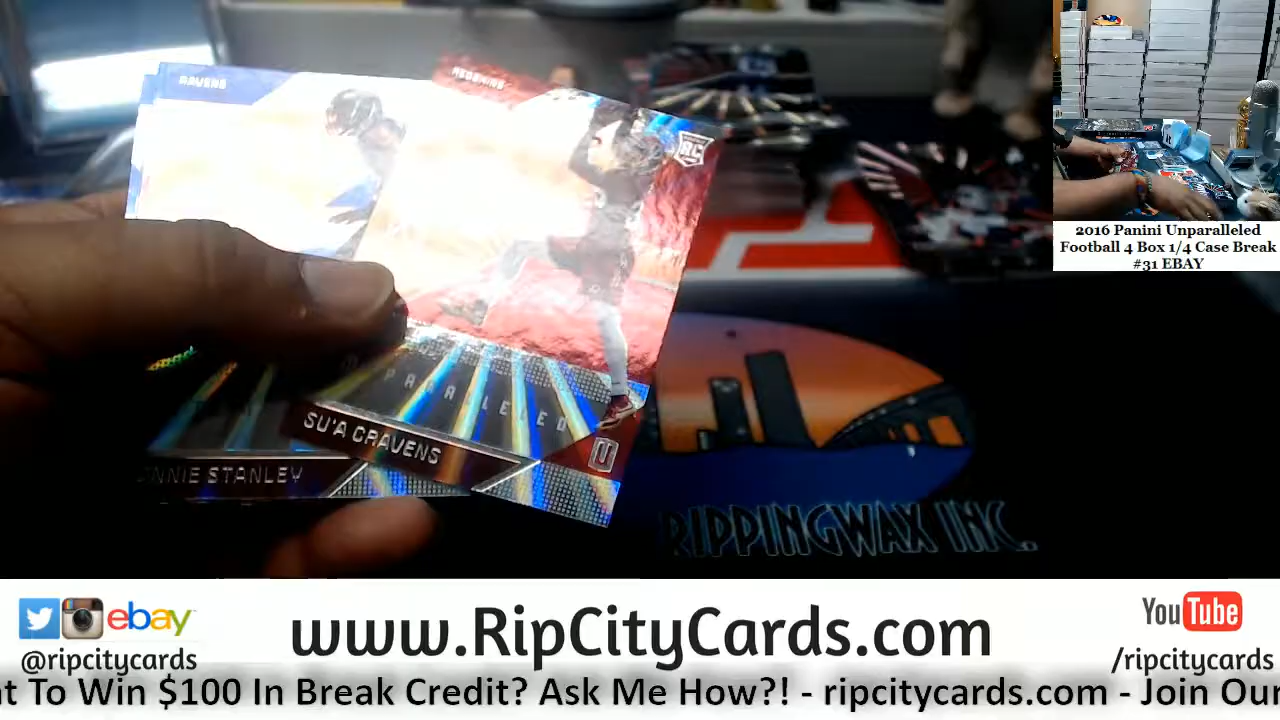 RAVENS
REDSKINS
RC
UNPARALLELED
SU'A CRAVENS
NNIE STANLEY
U
2016 Panini Unparalleled
Football 4 Box 1/4 Case Break
#31 EBAY
RIPPINGWAX INC.
ebay
@ripcitycards
www.RipCityCards.com
YouTube
/ripcitycards
t To Win $100 In Break Credit? Ask Me How?! - ripcitycards.com - Join Our